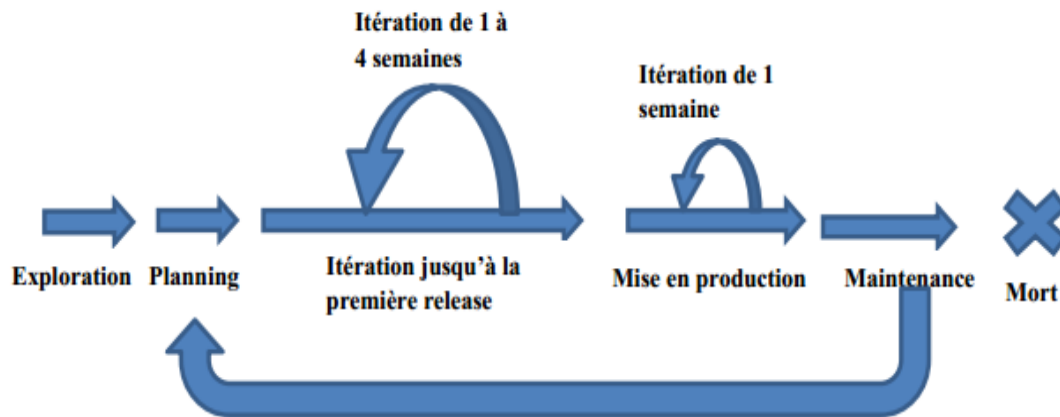 Itération de 1 à
4 semaines
Itération de 1
semaine
Exploration
Planning
Itération jusqu'à la
première release
Mise en production
Maintenance
Mort